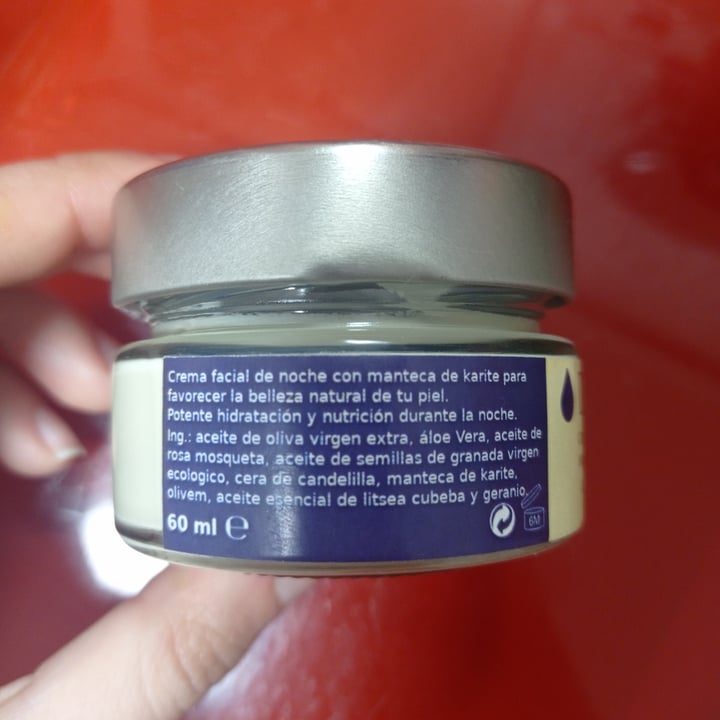 Crema facial de noche con manteca de karite para
favorecer la belleza natural de tu piel.
Potente hidratación y nutrición durante la noche.
Ing.: aceite de oliva virgen extra, áloe Vera, aceite de
rosa mosqueta, aceite de semillas de granada virgen
ecologico, cera de candelilla, manteca de karite,
olivem, aceite esencial de litsea cubeba y geranio.
60 ml ℮
6M